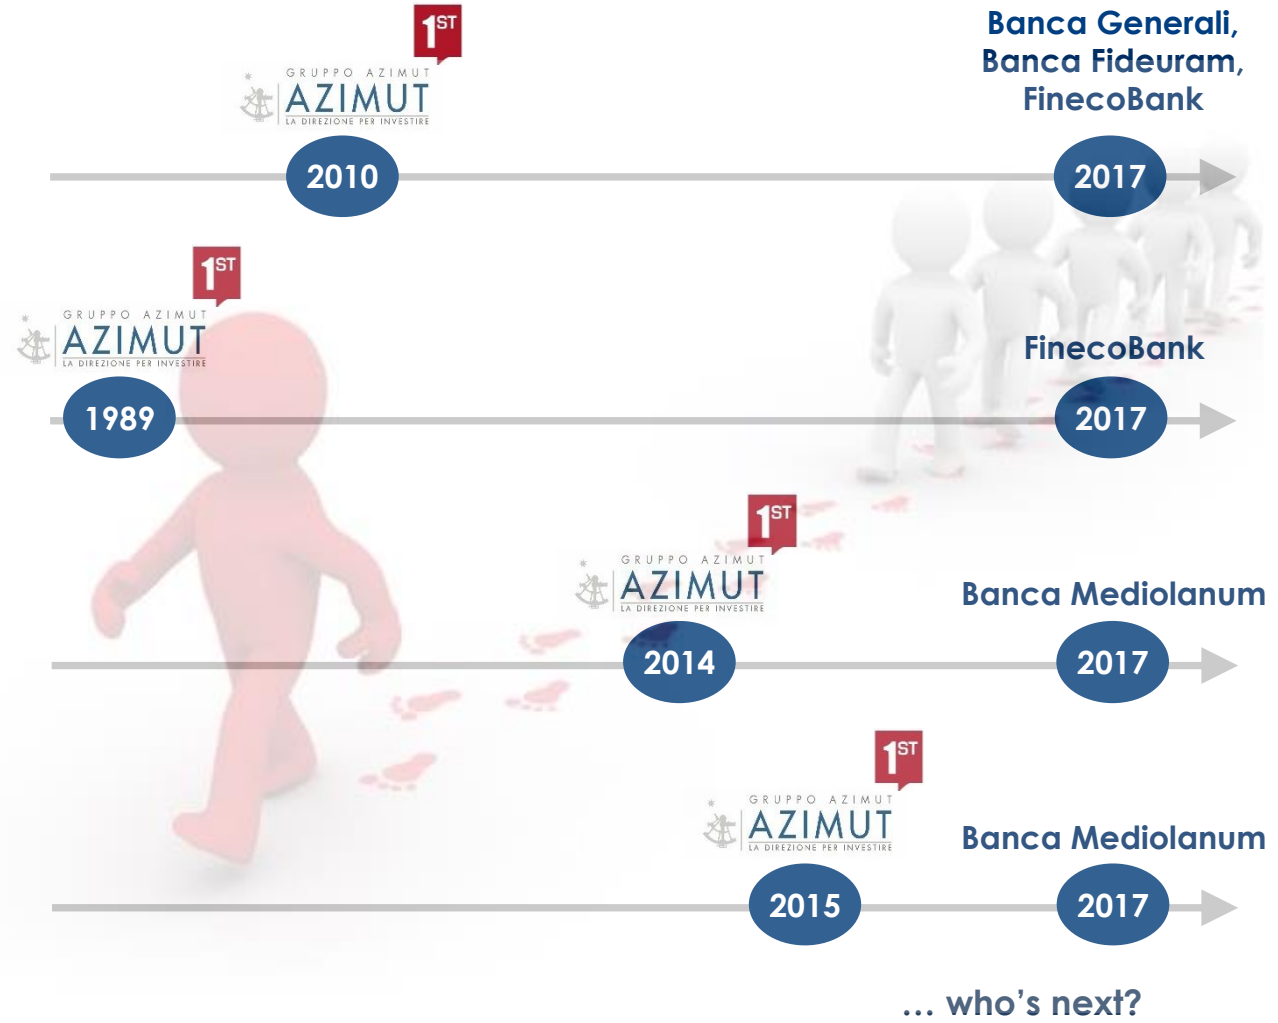 1ST
GRUPPO AZIMUT
AZIMUT
LA DIREZIONE PER INVESTIRE
Banca Generali,
Banca Fideuram,
FinecoBank
2010
2017
1ST
GRUPPO AZIMUT
AZIMUT
LA DIREZIONE PER INVESTIRE
FinecoBank
1989
2017
1ST
GRUPPO AZIMUT
AZIMUT
LA DIREZIONE PER INVESTIRE
Banca Mediolanum
2014
2017
1ST
GRUPPO AZIMUT
AZIMUT
LA DIREZIONE PER INVESTIRE
Banca Mediolanum
2015
2017
... who's next?